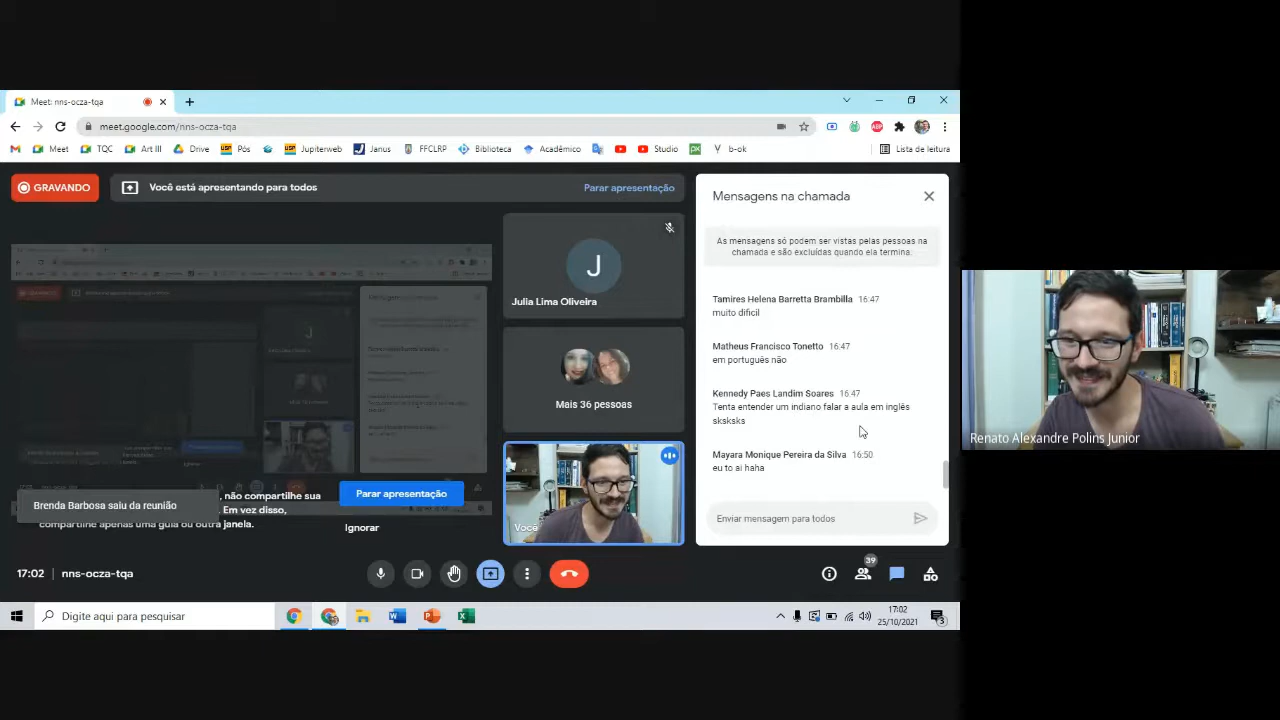 Meet: nns-ocza-tqa
meet.google.com/nns-ocza-tqa
Meet TQC Art III Drive USP Pós USP Jupiterweb Janus FFCLRP Biblioteca Acadêmico Studio px b-ok Lista de leitura
GRAVANDO
Você está apresentando para todos
Parar apresentação
J
Julia Lima Oliveira
Mais 36 pessoas
Você
, não compartilhe sua
. Em vez disso,
compartilhe apenas uma guia ou outra janela.
Parar apresentação
Ignorar
Brenda Barbosa saiu da reunião
Mensagens na chamada
As mensagens só podem ser vistas pelas pessoas na
chamada e são excluídas quando ela termina.
Tamires Helena Barretta Brambilla 16:47
muito dificil
Matheus Francisco Tonetto 16:47
em português não
Kennedy Paes Landim Soares 16:47
Tenta entender um indiano falar a aula em inglês
sksksks
Mayara Monique Pereira da Silva 16:50
eu to ai haha
Enviar mensagem para todos
17:02 | nns-ocza-tqa
39
Digite aqui para pesquisar
17:02
25/10/2021
3
Renato Alexandre Polins Junior